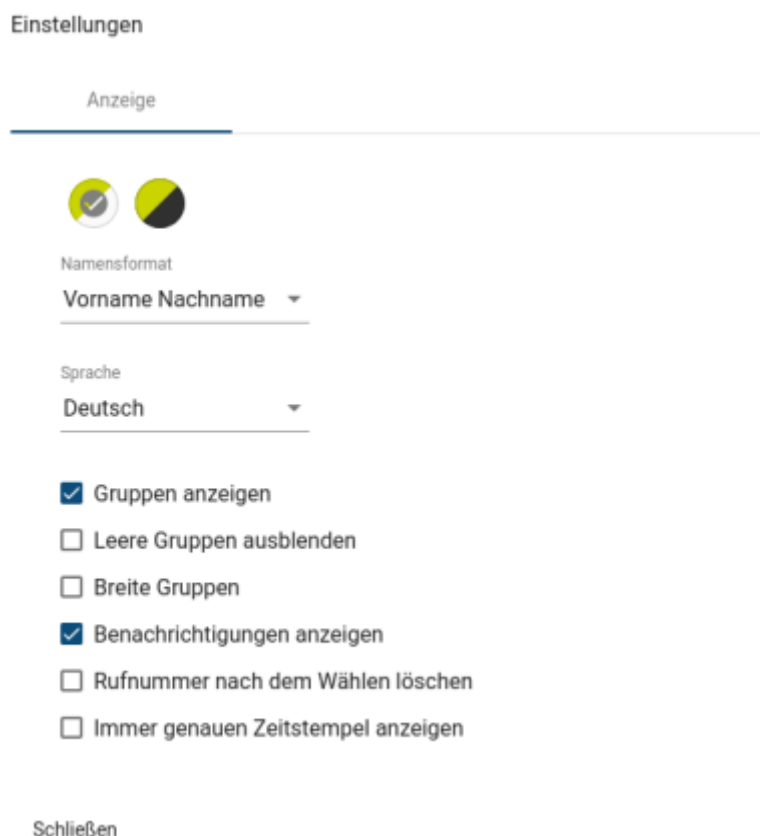 Einstellungen
Anzeige
Namensformat
Vorname Nachname
Sprache
Deutsch
Gruppen anzeigen
Leere Gruppen ausblenden
Breite Gruppen
Benachrichtigungen anzeigen
Rufnummer nach dem Wählen löschen
Immer genauen Zeitstempel anzeigen
Schließen